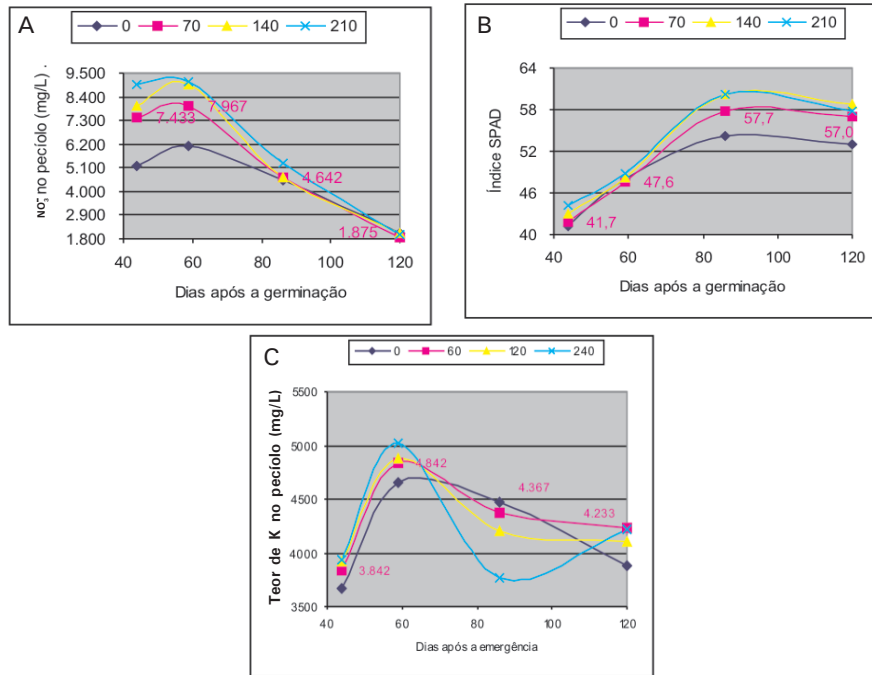 A
0 70 140 210
NO₃⁻ no pecíolo (mg/L) .
9.500
8.400
7.300
6.200
5.100
4.000
2.900
1.800
7.433
7.967
4.642
1.875
40 60 80 100 120
Dias após a germinação
B
0 70 140 210
Índice SPAD
64
58
52
46
40
41,7
47,6
57,7
57,0
40 60 80 100 120
Dias após a germinação
C
0 60 120 240
Teor de K no pecíolo (mg/L)
5500
5000
4500
4000
3500
3.842
4.842
4.367
4.233
40 60 80 100 120
Dias após a emergência